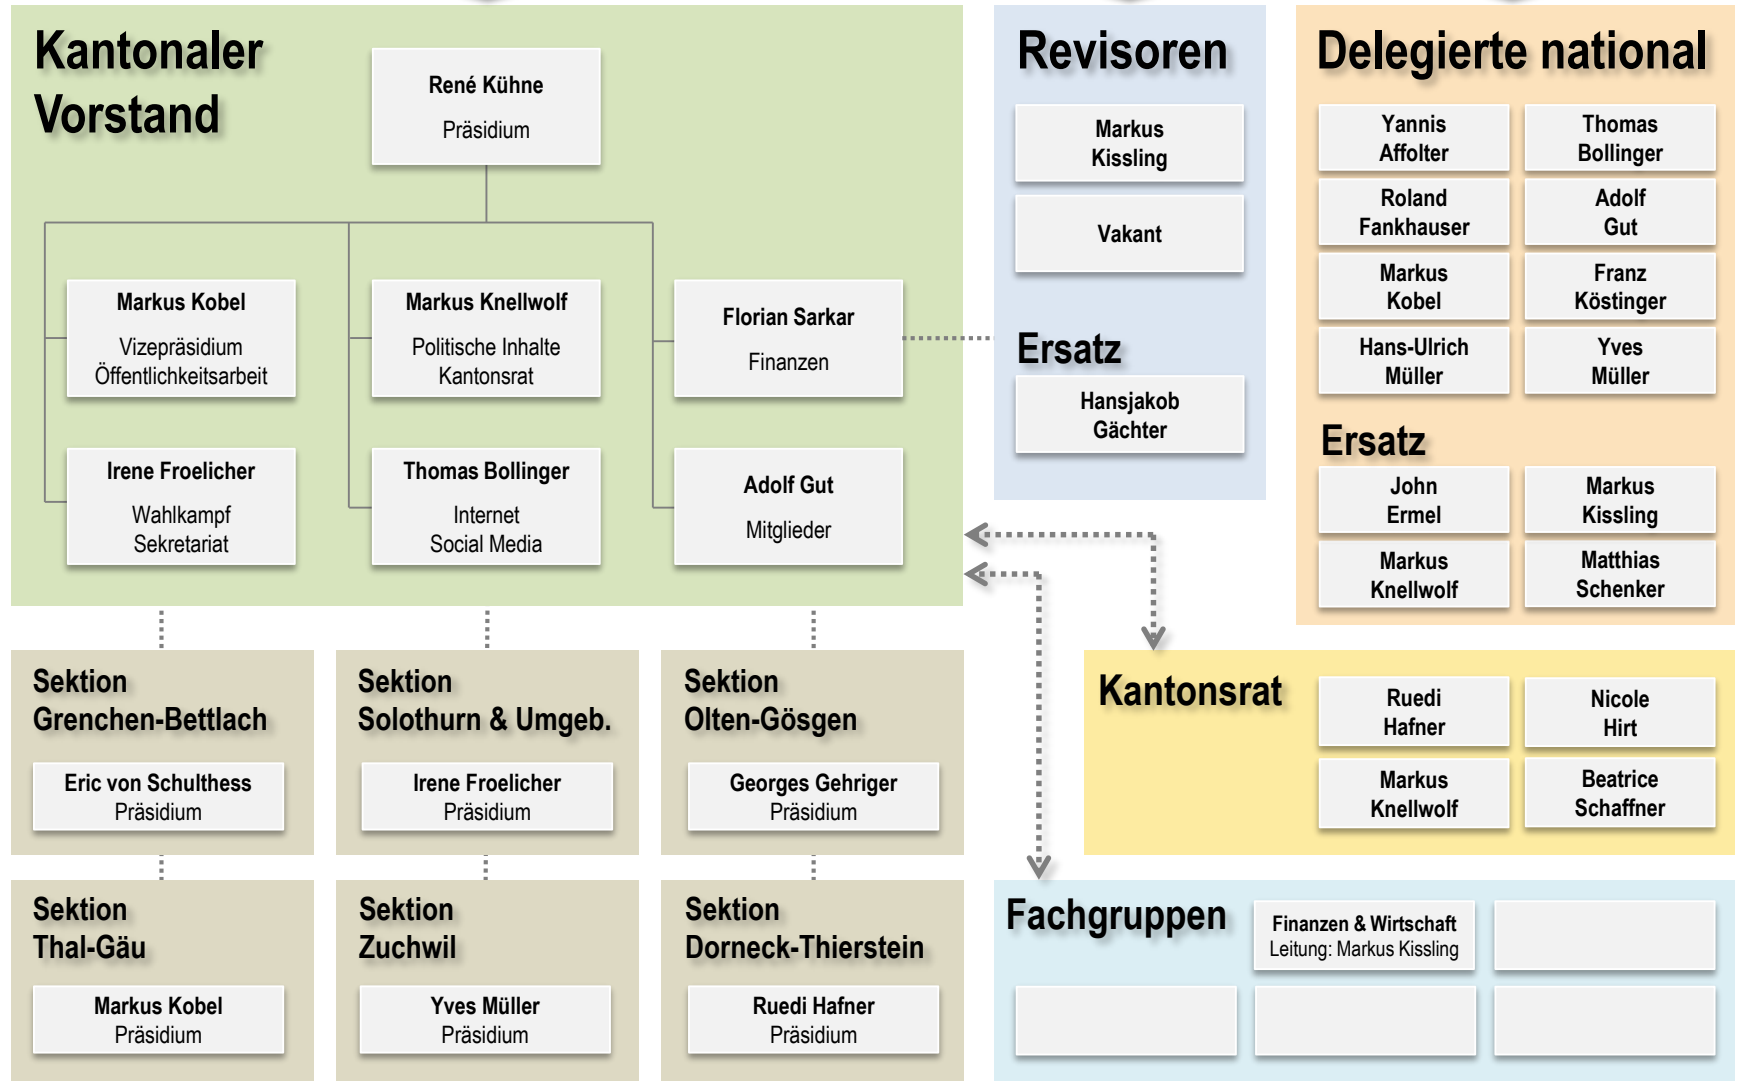 Kantonaler
Vorstand
René Kühne
Präsidium
Markus Kobel
Vizepräsidium
Öffentlichkeitsarbeit
Markus Knellwolf
Politische Inhalte
Kantonsrat
Florian Sarkar
Finanzen
Irene Froelicher
Wahlkampf
Sekretariat
Thomas Bollinger
Internet
Social Media
Adolf Gut
Mitglieder
Revisoren
Markus
Kissling
Vakant
Ersatz
Hansjakob
Gächter
Delegierte national
Yannis
Affolter
Thomas
Bollinger
Roland
Fankhauser
Adolf
Gut
Markus
Kobel
Franz
Köstinger
Hans-Ulrich
Müller
Yves
Müller
Ersatz
John
Ermel
Markus
Kissling
Markus
Knellwolf
Matthias
Schenker
Sektion
Grenchen-Bettlach
Eric von Schulthess
Präsidium
Sektion
Solothurn & Umgeb.
Irene Froelicher
Präsidium
Sektion
Olten-Gösgen
Georges Gehriger
Präsidium
Kantonsrat
Ruedi
Hafner
Nicole
Hirt
Markus
Knellwolf
Beatrice
Schaffner
Sektion
Thal-Gäu
Markus Kobel
Präsidium
Sektion
Zuchwil
Yves Müller
Präsidium
Sektion
Dorneck-Thierstein
Ruedi Hafner
Präsidium
Fachgruppen
Finanzen & Wirtschaft
Leitung: Markus Kissling